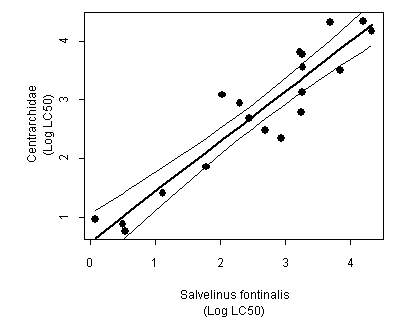 Centrarchidae
(Log LC50)
4
3
2
1
0 1 2 3 4
Salvelinus fontinalis
(Log LC50)